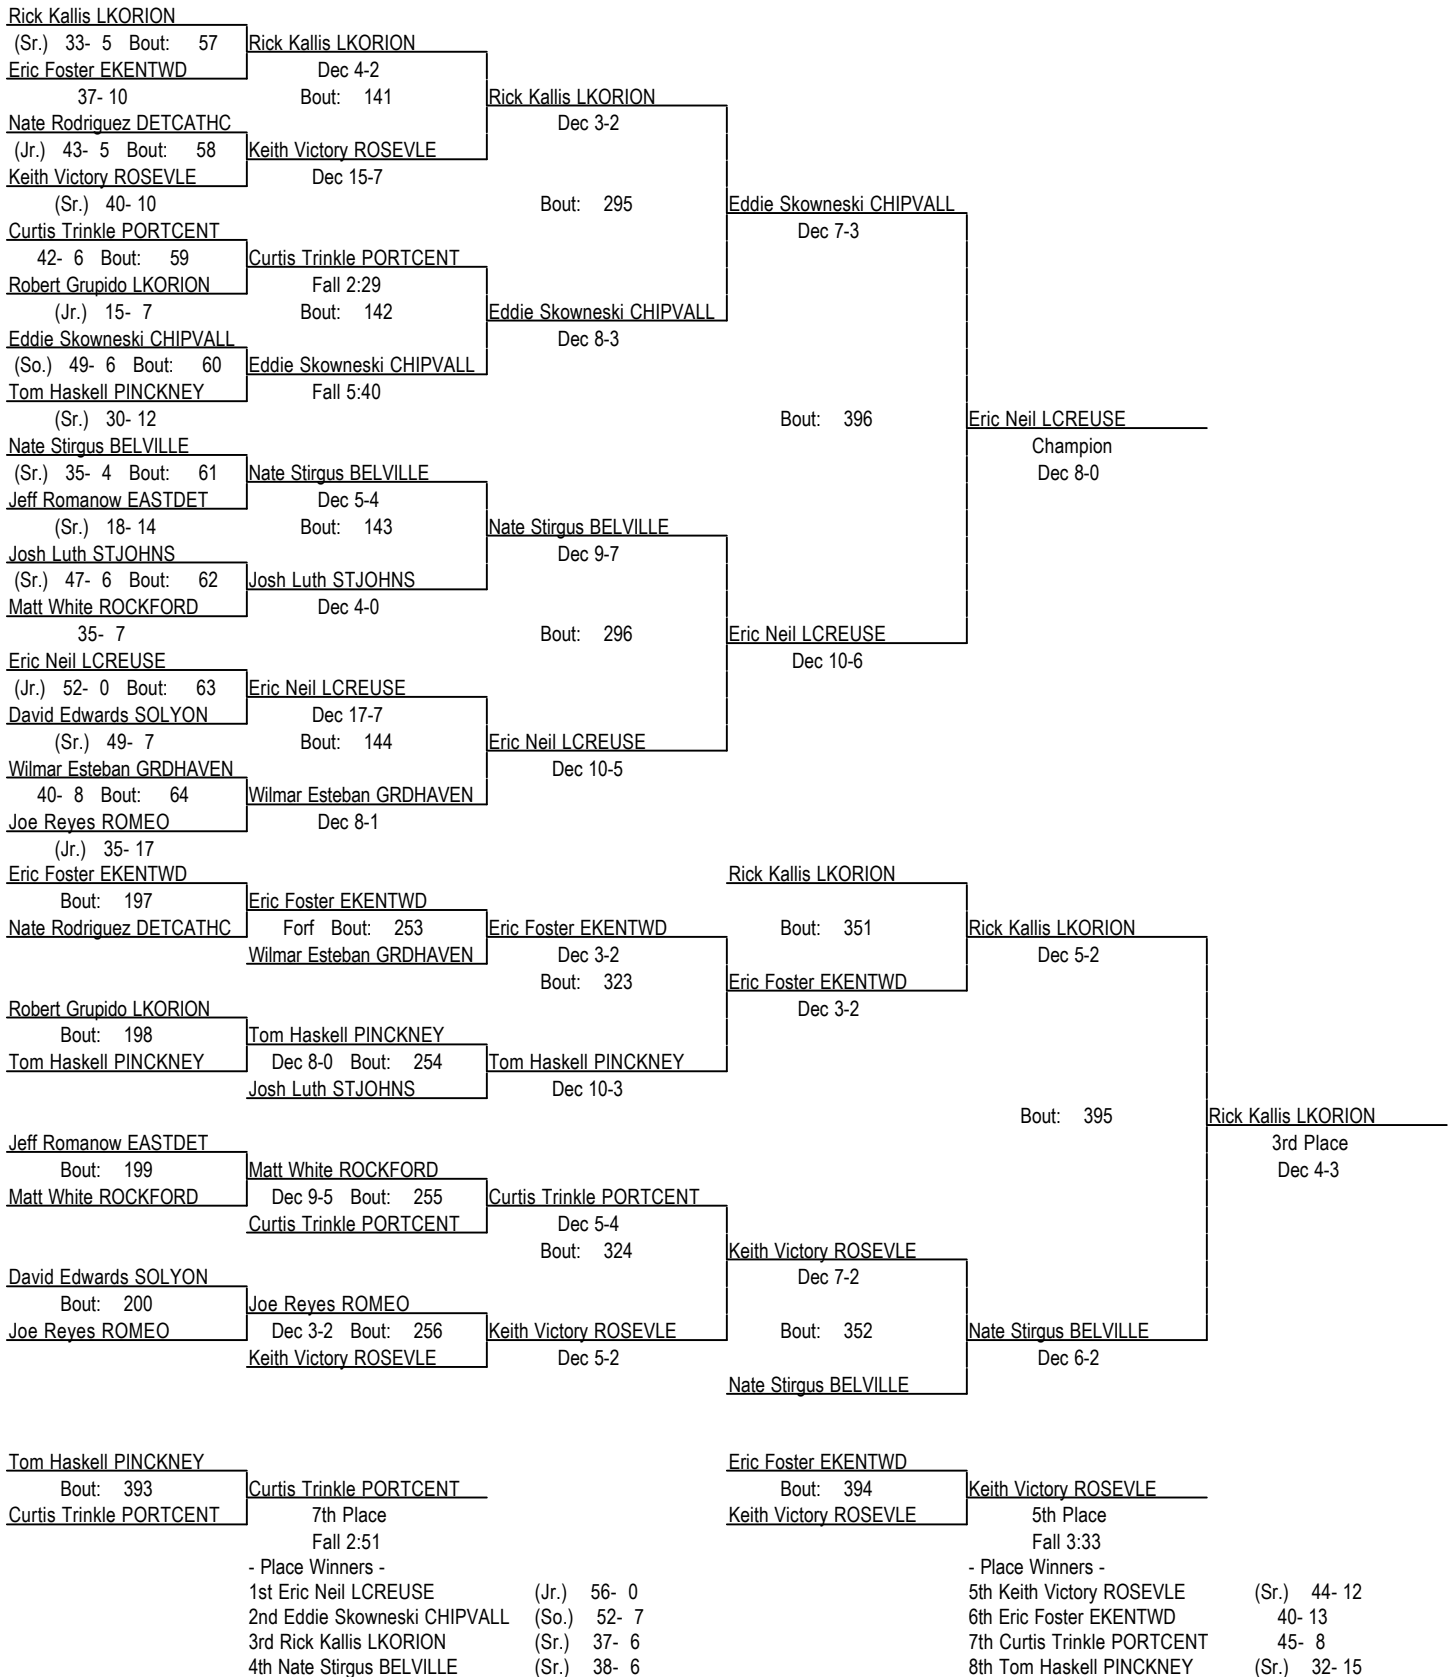 Rick Kallis LKORION
(Sr.) 33- 5 Bout: 57 Rick Kallis LKORION
Eric Foster EKENTWD Dec 4-2
37- 10 Bout: 141 Rick Kallis LKORION
Nate Rodriguez DETCATHC Dec 3-2
(Jr.) 43- 5 Bout: 58 Keith Victory ROSEVLE
Keith Victory ROSEVLE Dec 15-7
(Sr.) 40- 10 Bout: 295 Eddie Skowneski CHIPVALL
Curtis Trinkle PORTCENT Dec 7-3
42- 6 Bout: 59 Curtis Trinkle PORTCENT
Robert Grupido LKORION Fall 2:29
(Jr.) 15- 7 Bout: 142 Eddie Skowneski CHIPVALL
Eddie Skowneski CHIPVALL Dec 8-3
(So.) 49- 6 Bout: 60 Eddie Skowneski CHIPVALL
Tom Haskell PINCKNEY Fall 5:40
(Sr.) 30- 12 Bout: 396 Eric Neil LCREUSE
Nate Stirgus BELVILLE Champion
(Sr.) 35- 4 Bout: 61 Nate Stirgus BELVILLE Dec 8-0
Jeff Romanow EASTDET Dec 5-4
(Sr.) 18- 14 Bout: 143 Nate Stirgus BELVILLE
Josh Luth STJOHNS Dec 9-7
(Sr.) 47- 6 Bout: 62 Josh Luth STJOHNS
Matt White ROCKFORD Dec 4-0
35- 7 Bout: 296 Eric Neil LCREUSE
Eric Neil LCREUSE Dec 10-6
(Jr.) 52- 0 Bout: 63 Eric Neil LCREUSE
David Edwards SOLYON Dec 17-7
(Sr.) 49- 7 Bout: 144 Eric Neil LCREUSE
Wilmar Esteban GRDHAVEN Dec 10-5
40- 8 Bout: 64 Wilmar Esteban GRDHAVEN
Joe Reyes ROMEO Dec 8-1
(Jr.) 35- 17
Eric Foster EKENTWD Rick Kallis LKORION
Bout: 197 Eric Foster EKENTWD
Nate Rodriguez DETCATHC Forf Bout: 253 Eric Foster EKENTWD Bout: 351 Rick Kallis LKORION
Wilmar Esteban GRDHAVEN Dec 3-2 Dec 5-2
Bout: 323 Eric Foster EKENTWD
Robert Grupido LKORION Dec 3-2
Bout: 198 Tom Haskell PINCKNEY
Tom Haskell PINCKNEY Dec 8-0 Bout: 254 Tom Haskell PINCKNEY
Josh Luth STJOHNS Dec 10-3
Bout: 395 Rick Kallis LKORION
Jeff Romanow EASTDET 3rd Place
Bout: 199 Matt White ROCKFORD Dec 4-3
Matt White ROCKFORD Dec 9-5 Bout: 255 Curtis Trinkle PORTCENT
Curtis Trinkle PORTCENT Dec 5-4
Bout: 324 Keith Victory ROSEVLE
David Edwards SOLYON Dec 7-2
Bout: 200 Joe Reyes ROMEO
Joe Reyes ROMEO Dec 3-2 Bout: 256 Keith Victory ROSEVLE Bout: 352 Nate Stirgus BELVILLE
Keith Victory ROSEVLE Dec 5-2 Dec 6-2
Nate Stirgus BELVILLE
Tom Haskell PINCKNEY Eric Foster EKENTWD
Bout: 393 Curtis Trinkle PORTCENT Bout: 394 Keith Victory ROSEVLE
Curtis Trinkle PORTCENT 7th Place Keith Victory ROSEVLE 5th Place
Fall 2:51 Fall 3:33
- Place Winners - - Place Winners -
1st Eric Neil LCREUSE (Jr.) 56- 0 5th Keith Victory ROSEVLE (Sr.) 44- 12
2nd Eddie Skowneski CHIPVALL (So.) 52- 7 6th Eric Foster EKENTWD 40- 13
3rd Rick Kallis LKORION (Sr.) 37- 6 7th Curtis Trinkle PORTCENT 45- 8
4th Nate Stirgus BELVILLE (Sr.) 38- 6 8th Tom Haskell PINCKNEY (Sr.) 32- 15